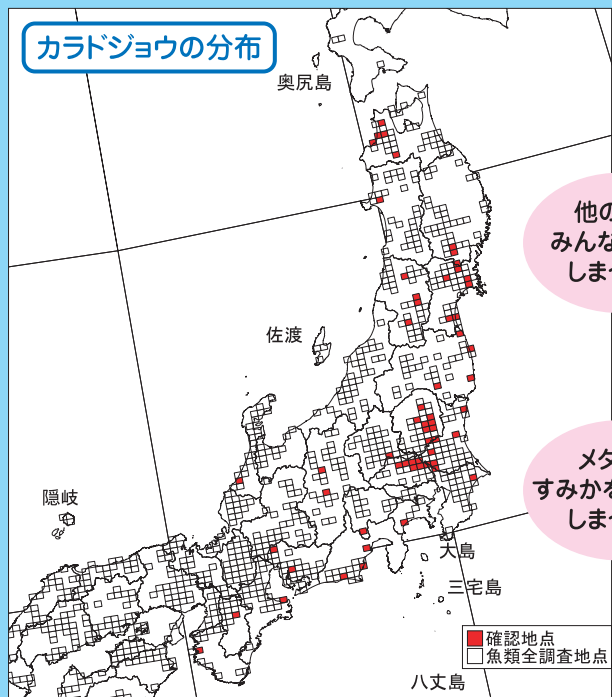 カラドジョウの分布
奥尻島
他の
みんな
しま
佐渡
メタ
すみかを
しま
隠岐
大島
三宅島
確認地点
魚類全調査地点
八丈島